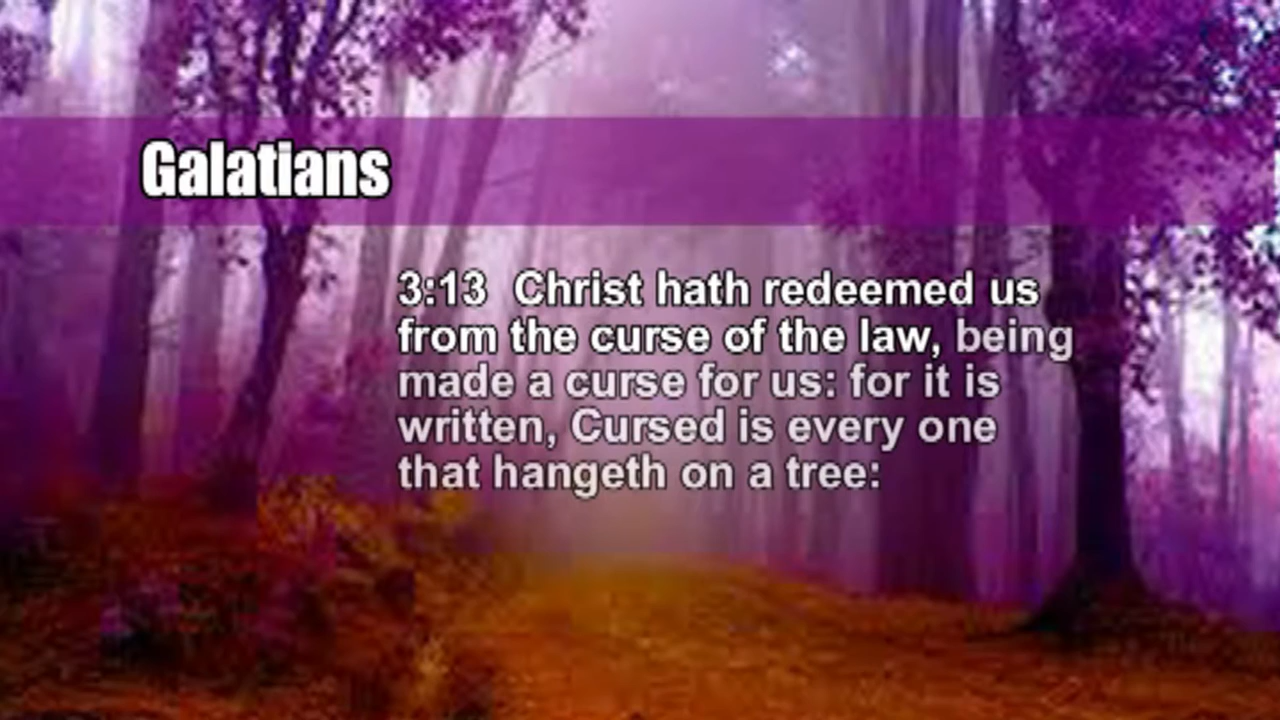 Galatians
3:13 Christ hath redeemed us
from the curse of the law, being
made a curse for us: for it is
written, Cursed is every one
that hangeth on a tree: